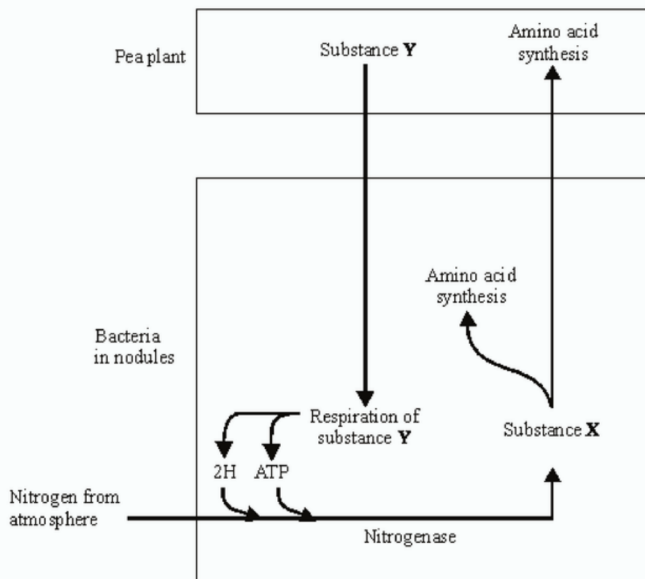 Pea plant
Substance Y
Amino acid
synthesis
Amino acid
synthesis
Bacteria
in nodules
Respiration of
substance Y
Substance X
2H
ATP
Nitrogen from
atmosphere
Nitrogenase